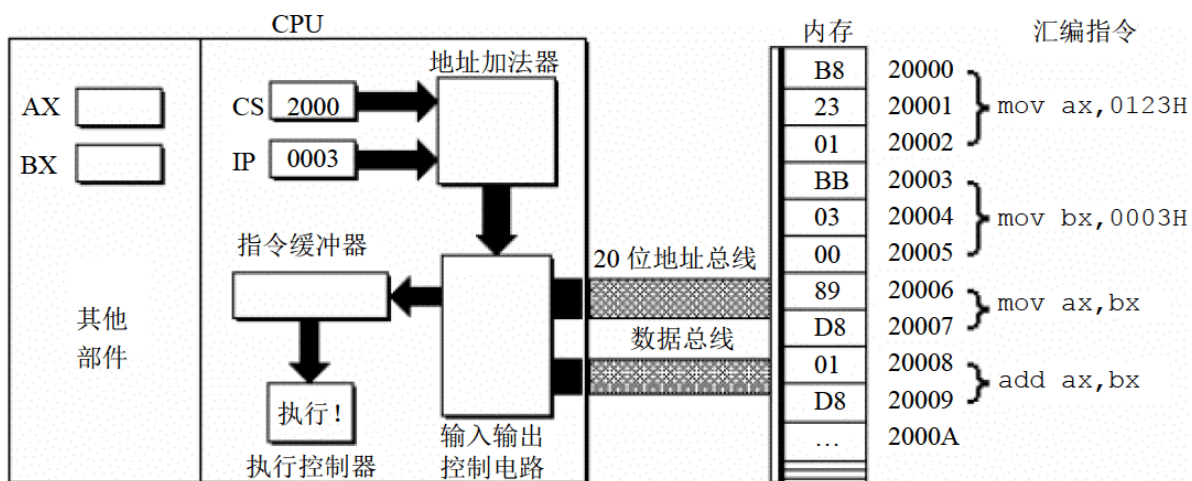 CPU
AX
BX
其他
部件
CS
2000
IP
0003
地址加法器
指令缓冲器
执行！
执行控制器
输入输出
控制电路
20 位地址总线
数据总线
内存
汇编指令
B8 20000
23 20001 mov ax,0123H
01 20002
BB 20003
03 20004 mov bx,0003H
00 20005
89 20006 mov ax,bx
D8 20007
01 20008 add ax,bx
D8 20009
… 2000A